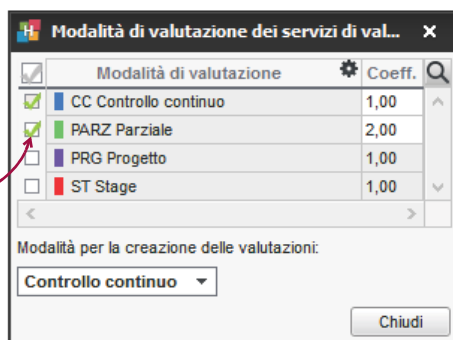 H Modalità di valutazione dei servizi di val... ×
Modalità di valutazione Coeff.
CC Controllo continuo 1,00
PARZ Parziale 2,00
PRG Progetto 1,00
ST Stage 1,00
Modalità per la creazione delle valutazioni:
Controllo continuo
Chiudi